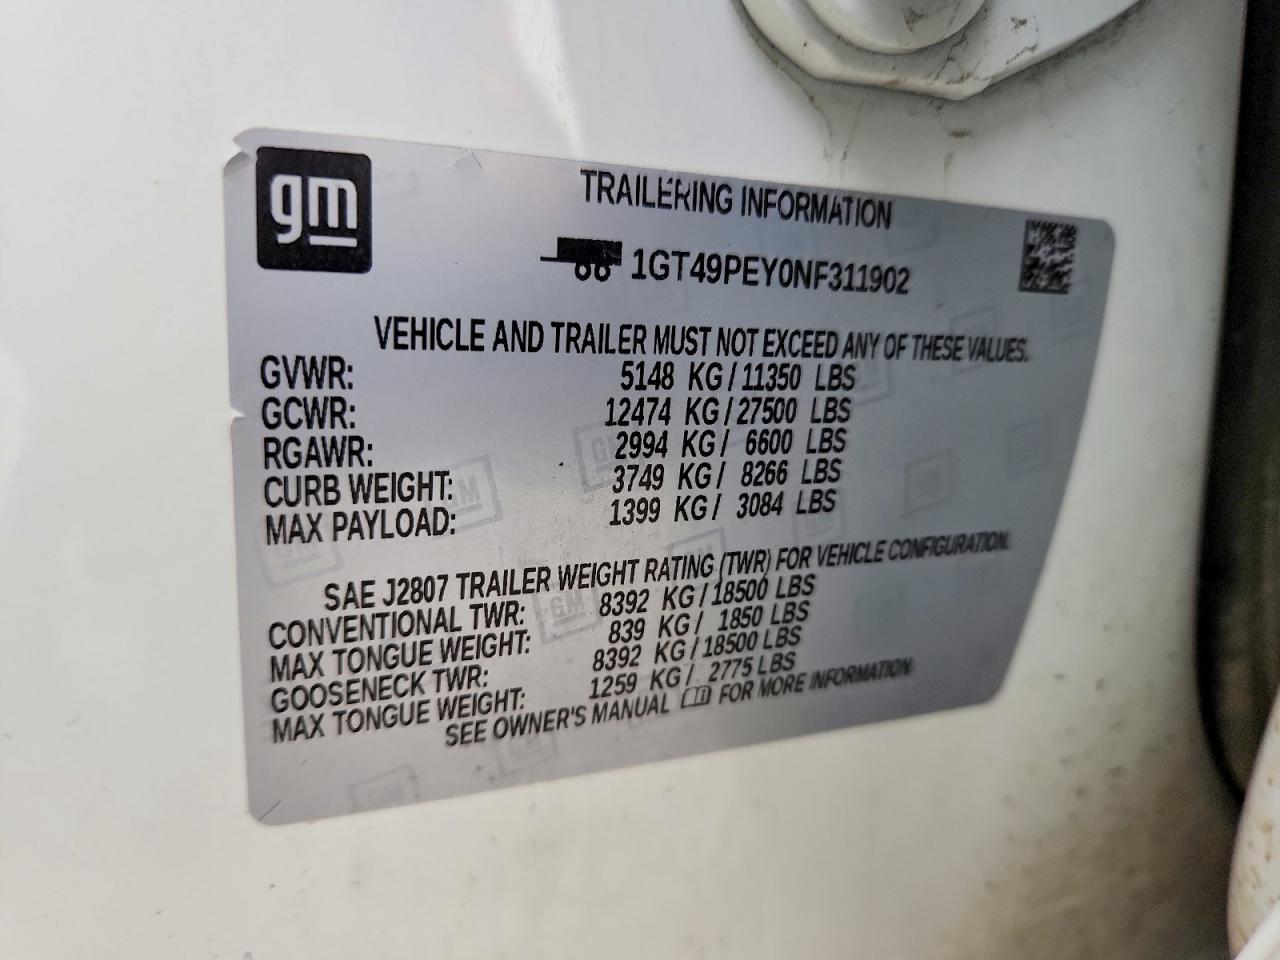 gm
TRAILERING INFORMATION
1GT49PEY0NF311902
VEHICLE AND TRAILER MUST NOT EXCEED ANY OF THESE VALUES.
GVWR: 5148 KG/11350 LBS
GCWR: 12474 KG/27500 LBS
RGAWR: 2994 KG/ 6600 LBS
CURB WEIGHT: 3749 KG/ 8266 LBS
MAX PAYLOAD: 1399 KG/ 3084 LBS
SAE J2807 TRAILER WEIGHT RATING (TWR) FOR VEHICLE CONFIGURATION.
CONVENTIONAL TWR: 8392 KG/18500 LBS
MAX TONGUE WEIGHT: 839 KG/ 1850 LBS
GOOSENECK TWR: 8392 KG/18500 LBS
MAX TONGUE WEIGHT: 1259 KG/ 2775 LBS
SEE OWNER'S MANUAL FOR MORE INFORMATION